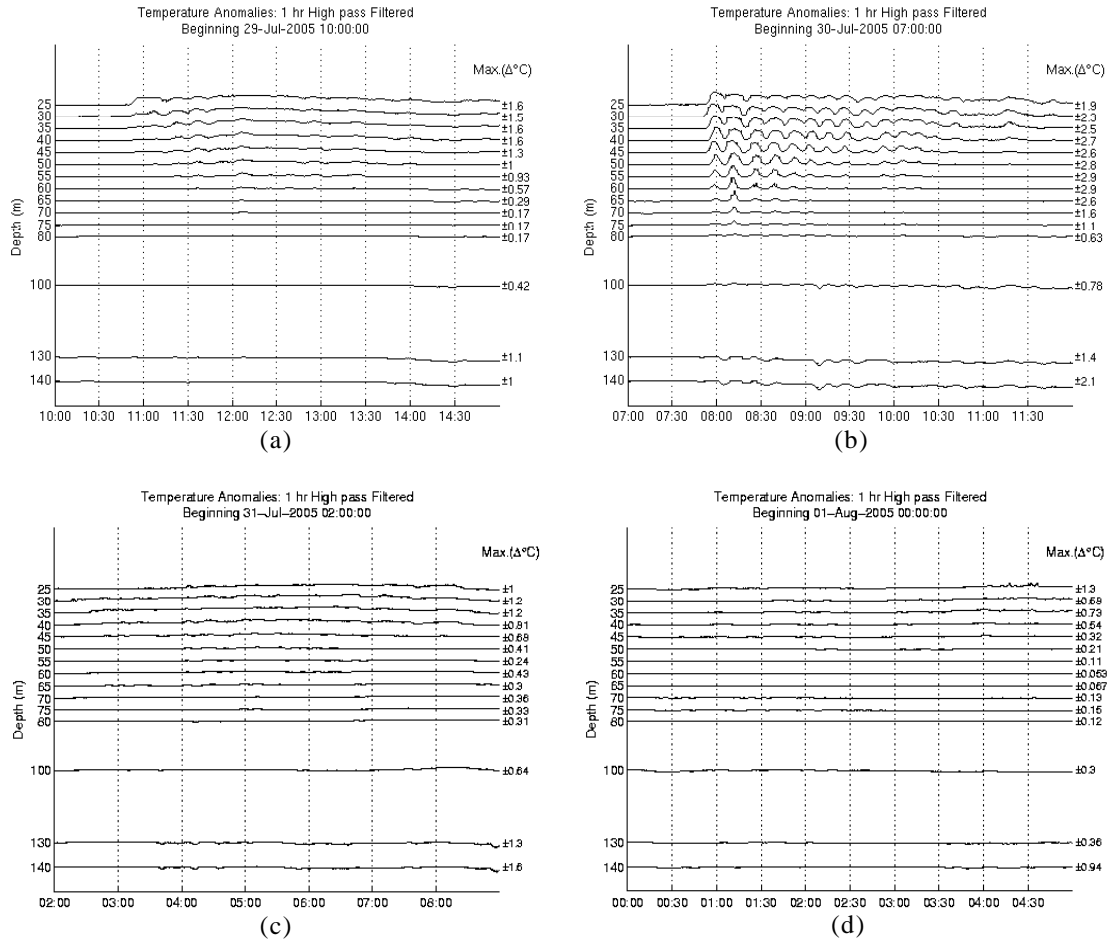 Temperature Anomalies: 1 hr High pass Filtered
Beginning 29-Jul-2005 10:00:00
Max.(Δ°C)
Depth (m)
25 ±1.6
30 ±1.5
35 ±1.6
40 ±1.6
45 ±1.3
50 ±1
55 ±0.93
60 ±0.57
65 ±0.29
70 ±0.17
75 ±0.17
80 ±0.17
100 ±0.42
130 ±1.1
140 ±1
10:00 10:30 11:00 11:30 12:00 12:30 13:00 13:30 14:00 14:30
(a)
Temperature Anomalies: 1 hr High pass Filtered
Beginning 30-Jul-2005 07:00:00
Max.(Δ°C)
Depth (m)
25 ±1.9
30 ±2.3
35 ±2.5
40 ±2.7
45 ±2.6
50 ±2.8
55 ±2.9
60 ±2.9
65 ±2.6
70 ±1.6
75 ±1.1
80 ±0.63
100 ±0.78
130 ±1.4
140 ±2.1
07:00 07:30 08:00 08:30 09:00 09:30 10:00 10:30 11:00 11:30
(b)
Temperature Anomalies: 1 hr High pass Filtered
Beginning 31–Jul–2005 02:00:00
Max.(Δ°C)
Depth (m)
25 ±1
30 ±1.2
35 ±1.2
40 ±0.91
45 ±0.69
50 ±0.41
55 ±0.24
60 ±0.43
65 ±0.3
70 ±0.36
75 ±0.33
80 ±0.31
100 ±0.64
130 ±1.3
140 ±1.6
02:00 03:00 04:00 05:00 06:00 07:00 08:00
(c)
Temperature Anomalies: 1 hr High pass Filtered
Beginning 01–Aug–2005 00:00:00
Max.(Δ°C)
Depth (m)
25 ±1.3
30 ±0.69
35 ±0.73
40 ±0.54
45 ±0.32
50 ±0.21
55 ±0.11
60 ±0.053
65 ±0.067
70 ±0.13
75 ±0.15
80 ±0.12
100 ±0.3
130 ±0.36
140 ±0.94
00:00 00:30 01:00 01:30 02:00 02:30 03:00 03:30 04:00 04:30
(d)